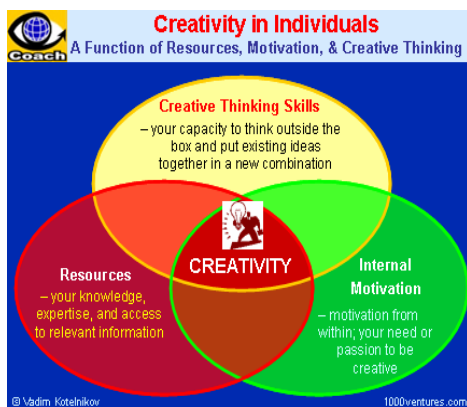 Creativity in Individuals
A Function of Resources, Motivation, & Creative Thinking
Coach
Creative Thinking Skills
– your capacity to think outside the
box and put existing ideas
together in a new combination
CREATIVITY
Resources
– your knowledge,
expertise, and access
to relevant information
Internal
Motivation
– motivation from
within; your need or
passion to be
creative
© Vadim Kotelnikov
1000ventures.com